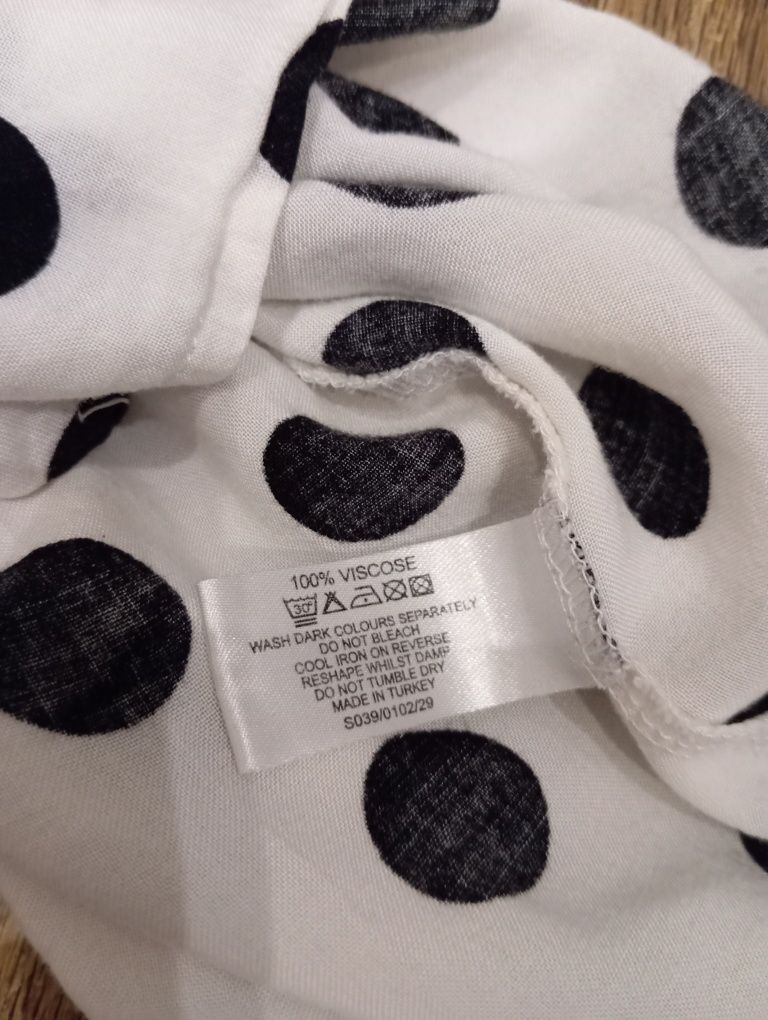 100% VISCOSE
30°
WASH DARK COLOURS SEPARATELY
DO NOT BLEACH
COOL IRON ON REVERSE
RESHAPE WHILST DAMP
DO NOT TUMBLE DRY
MADE IN TURKEY
S039/0102/29